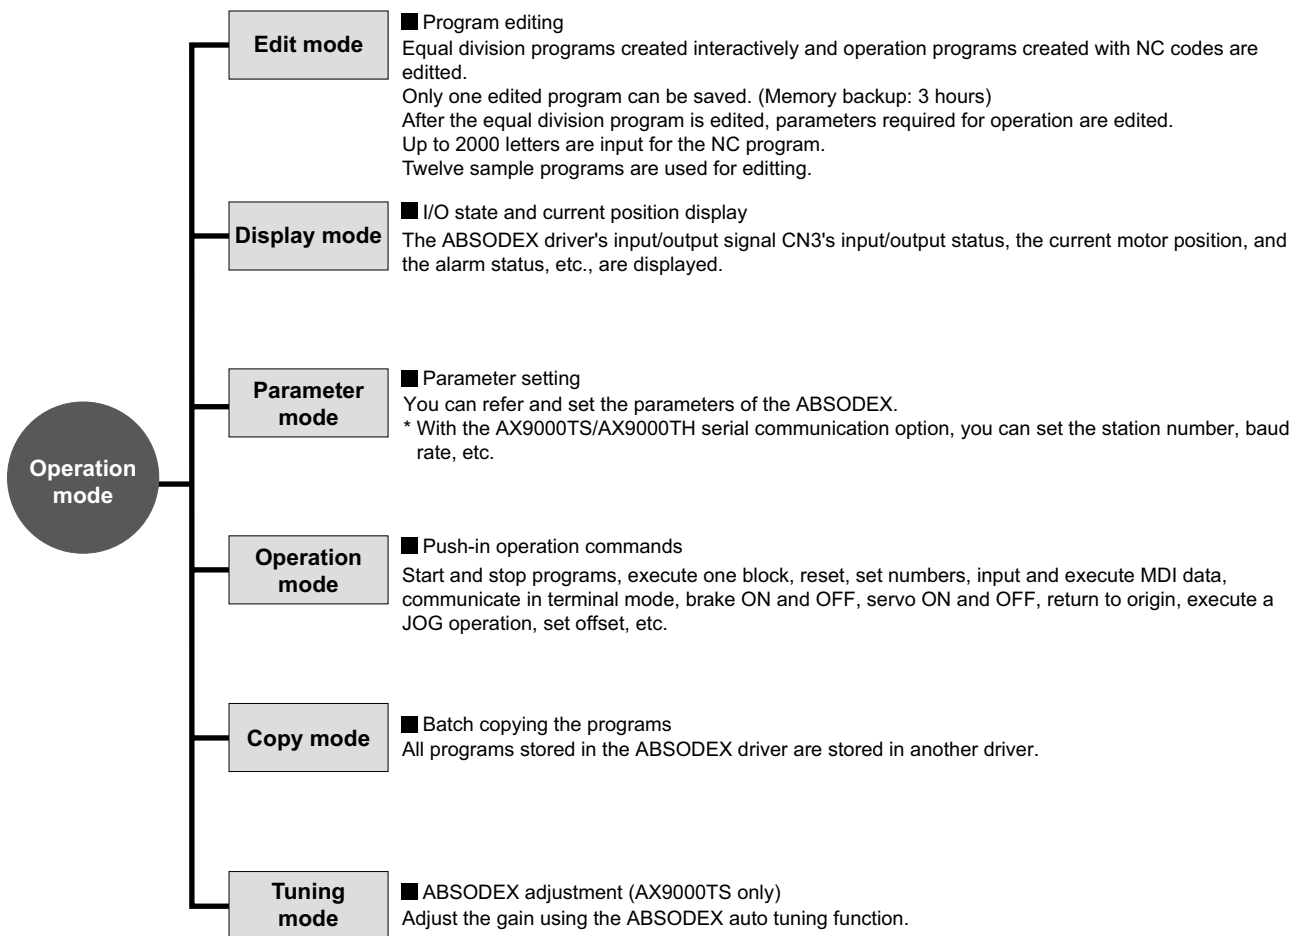 Operation
mode
Edit mode
■ Program editing
Equal division programs created interactively and operation programs created with NC codes are
editted.
Only one edited program can be saved. (Memory backup: 3 hours)
After the equal division program is edited, parameters required for operation are edited.
Up to 2000 letters are input for the NC program.
Twelve sample programs are used for editting.
Display mode
■ I/O state and current position display
The ABSODEX driver's input/output signal CN3's input/output status, the current motor position, and
the alarm status, etc., are displayed.
Parameter
mode
■ Parameter setting
You can refer and set the parameters of the ABSODEX.
* With the AX9000TS/AX9000TH serial communication option, you can set the station number, baud
rate, etc.
Operation
mode
■ Push-in operation commands
Start and stop programs, execute one block, reset, set numbers, input and execute MDI data,
communicate in terminal mode, brake ON and OFF, servo ON and OFF, return to origin, execute a
JOG operation, set offset, etc.
Copy mode
■ Batch copying the programs
All programs stored in the ABSODEX driver are stored in another driver.
Tuning
mode
■ ABSODEX adjustment (AX9000TS only)
Adjust the gain using the ABSODEX auto tuning function.